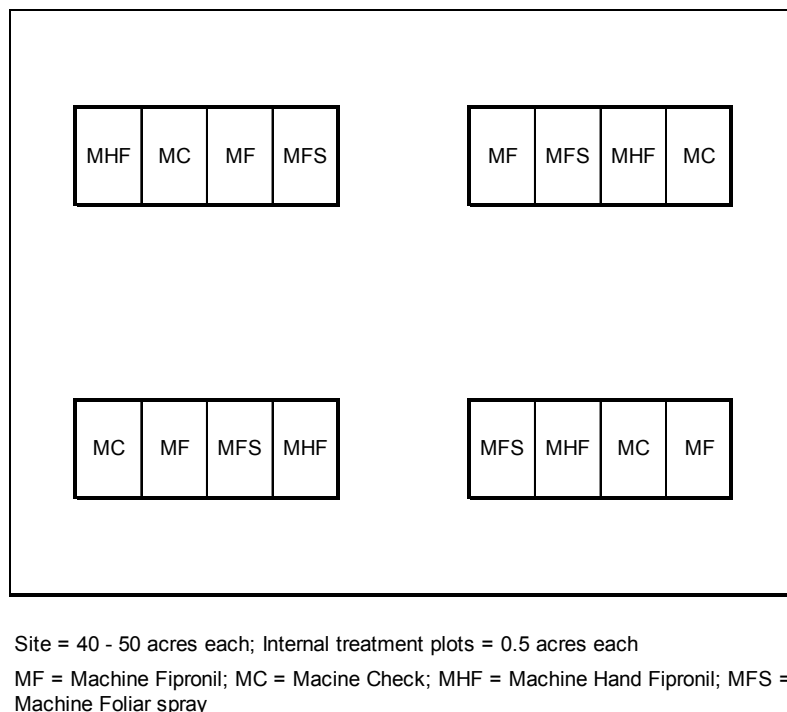 MHF MC MF MFS
MF MFS MHF MC
MC MF MFS MHF
MFS MHF MC MF
Site = 40 - 50 acres each; Internal treatment plots = 0.5 acres each
MF = Machine Fipronil; MC = Macine Check; MHF = Machine Hand Fipronil; MFS =
Machine Foliar spray